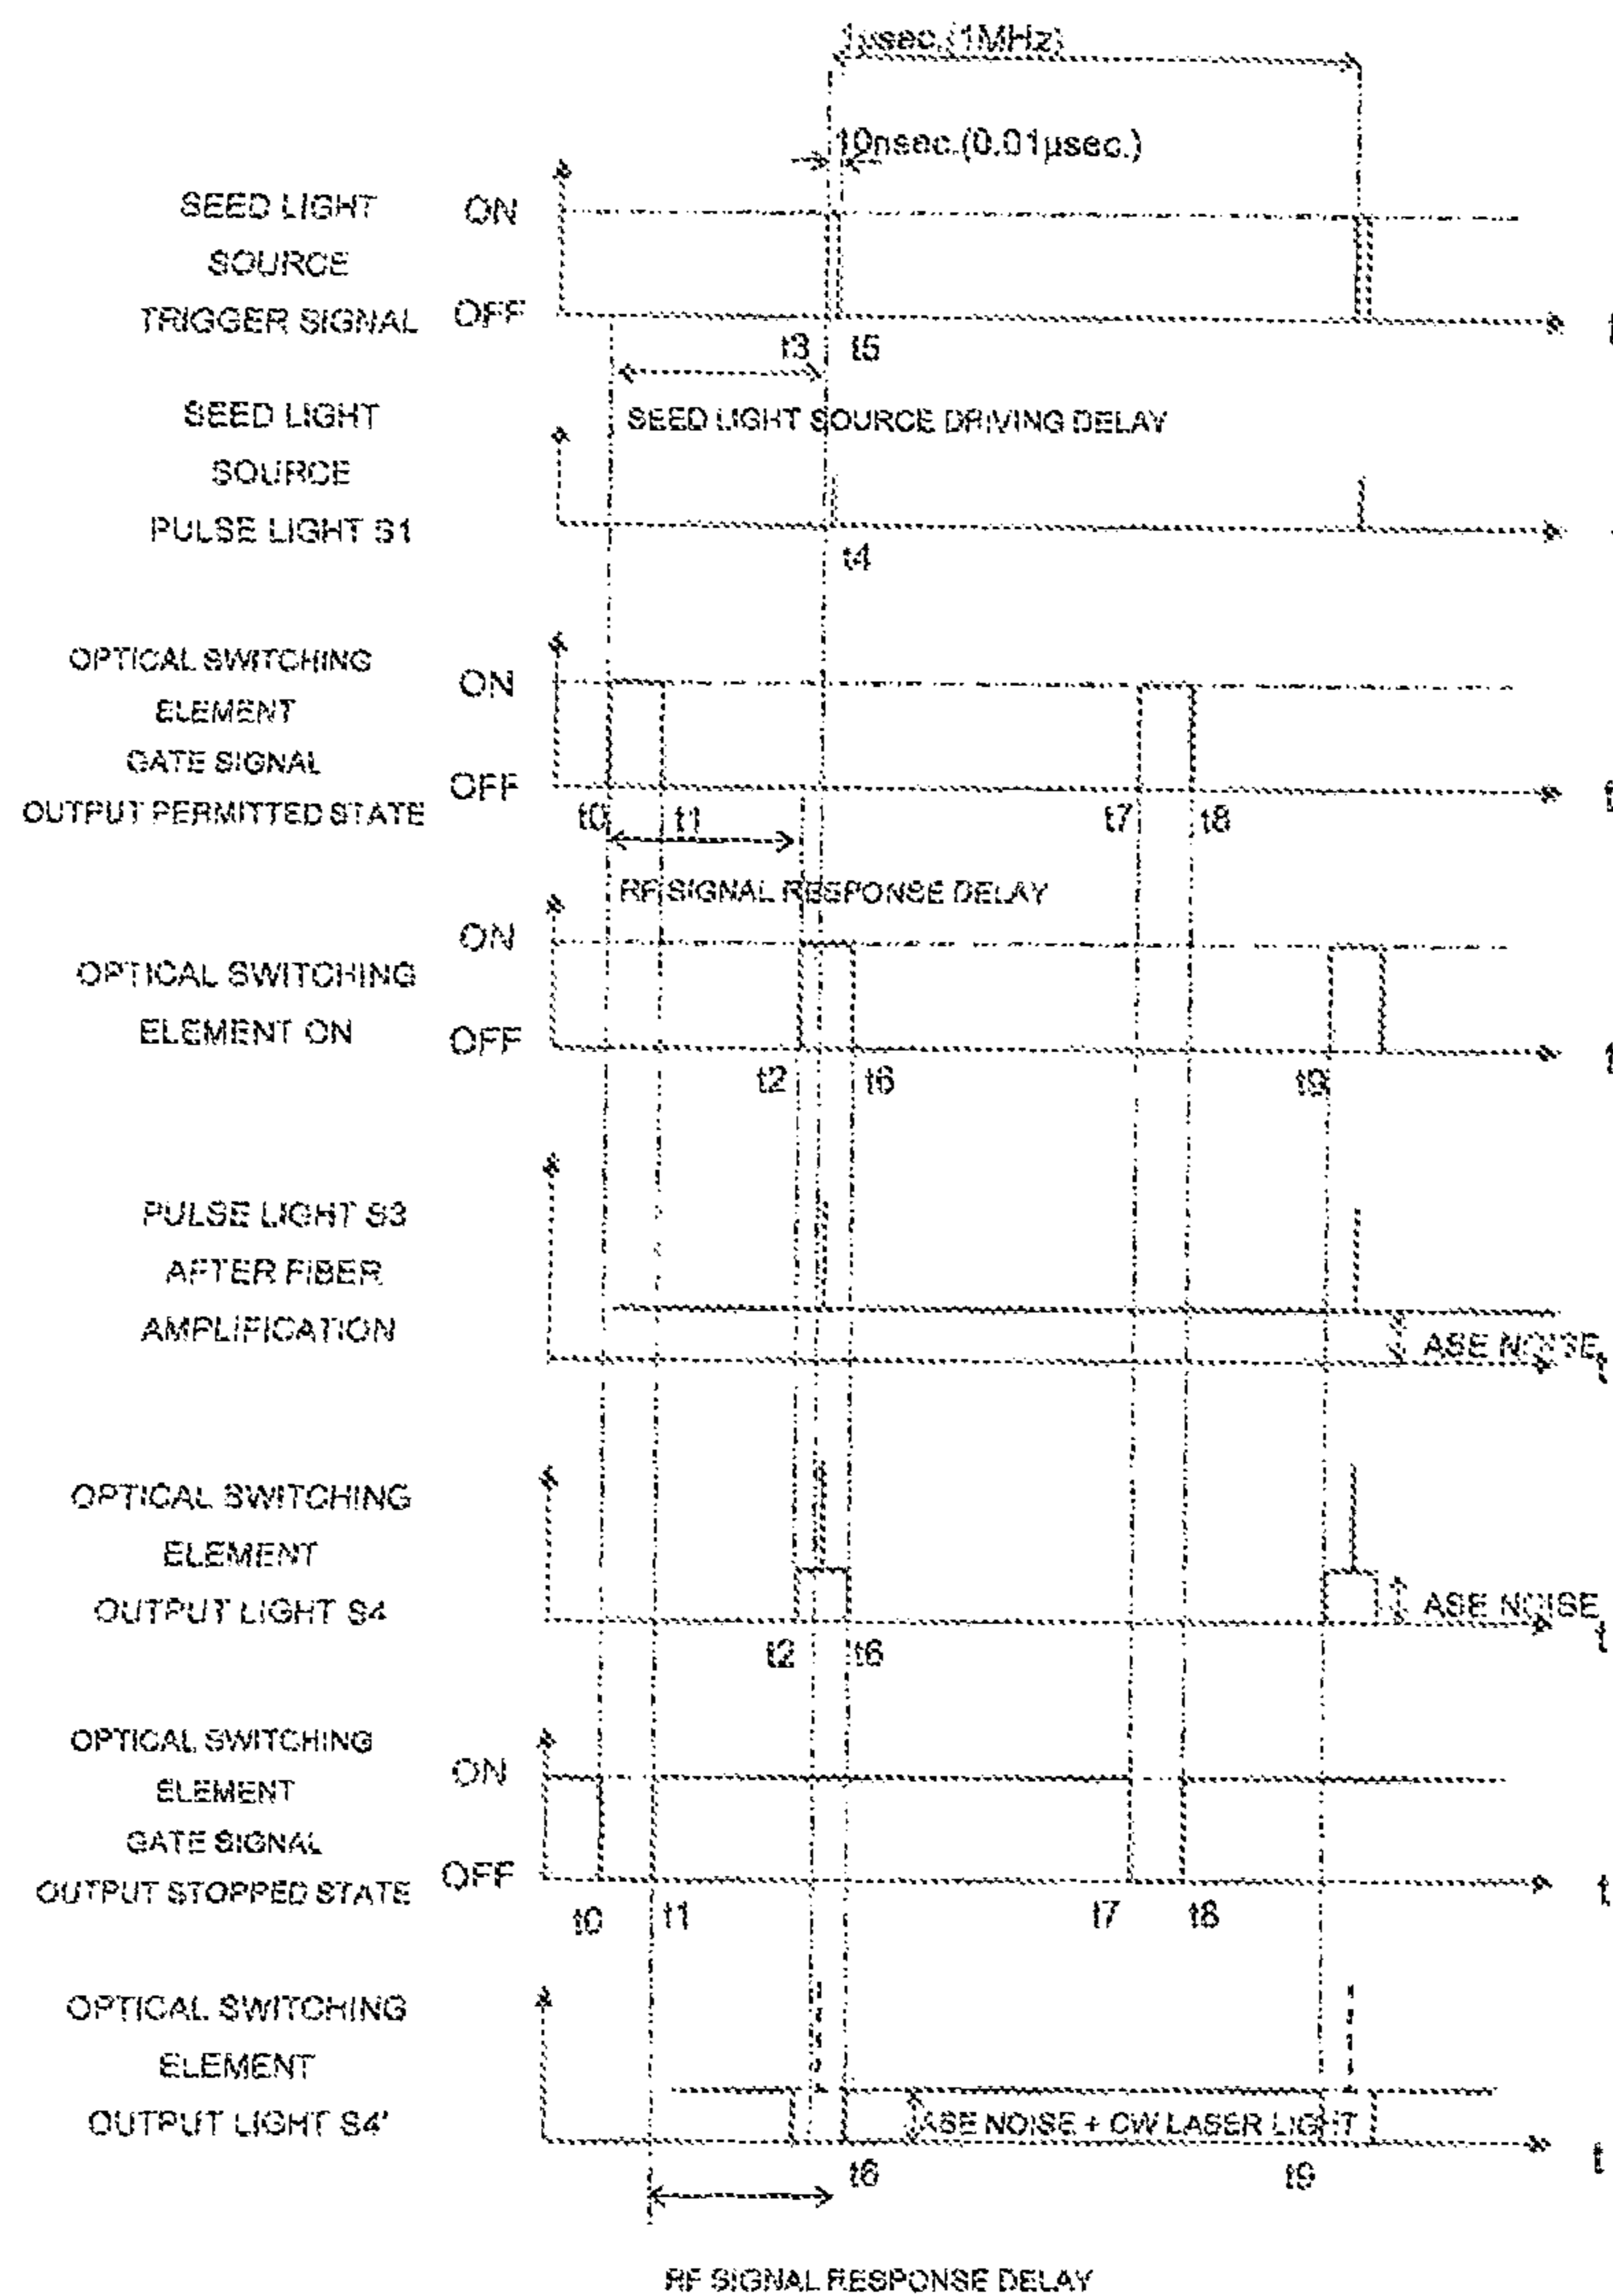 1μsec.(1MHz)
10nsec.(0.01μsec.)
SEED LIGHT
SOURCE
TRIGGER SIGNAL
ON
OFF
t3
t5
t
SEED LIGHT SOURCE DRIVING DELAY
SEED LIGHT
SOURCE
PULSE LIGHT S1
t4
OPTICAL SWITCHING
ELEMENT
GATE SIGNAL
OUTPUT PERMITTED STATE
ON
OFF
t0
t1
t7
t8
t
RF SIGNAL RESPONSE DELAY
OPTICAL SWITCHING
ELEMENT ON
ON
OFF
t2
t6
t9
t
PULSE LIGHT S3
AFTER FIBER
AMPLIFICATION
ASE NOISE
t
OPTICAL SWITCHING
ELEMENT
OUTPUT LIGHT S4
ASE NOISE
t2
t6
t
OPTICAL SWITCHING
ELEMENT
GATE SIGNAL
OUTPUT STOPPED STATE
ON
OFF
t0
t1
t7
t8
t
OPTICAL SWITCHING
ELEMENT
OUTPUT LIGHT S4'
ASE NOISE + CW LASER LIGHT
t6
t9
t
RF SIGNAL RESPONSE DELAY